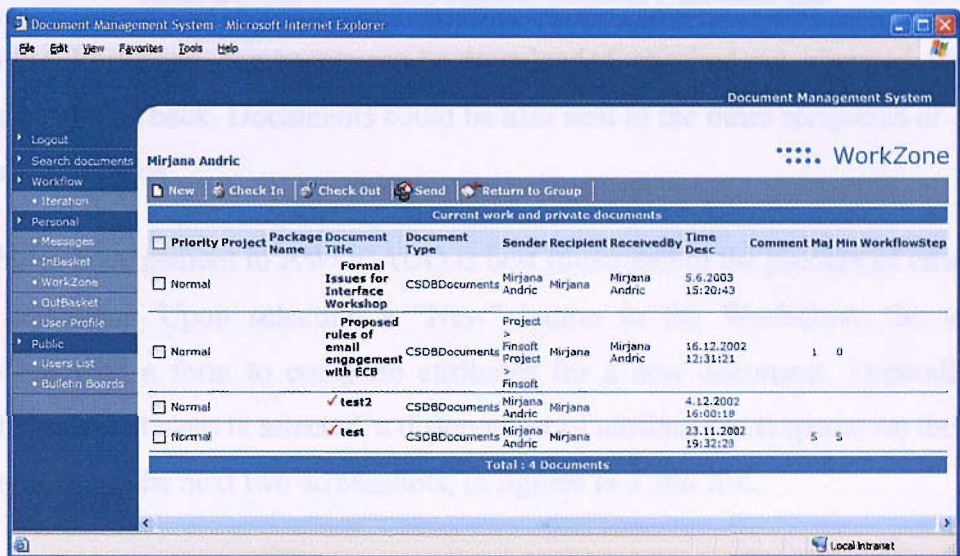 Document Management System - Microsoft Internet Explorer
File Edit View Favorites Tools Help
Document Management System
WorkZone
Logout
Search documents
Workflow
Iteration
Personal
Messages
InBasket
WorkZone
OutBasket
User Profile
Public
Users List
Bulletin Boards
Mirjana Andric
New Check In Check Out Send Return to Group
Current work and private documents
Priority Project Package Name Document Title Document Type Sender Recipient ReceivedBy Time Desc Comment Maj Min WorkflowStep
Normal Formal Issues for Interface Workshop CSDBDocuments Mirjana Andric Mirjana Mirjana Andric 5.6.2003 15:20:43
Normal Proposed rules of email engagement with ECB CSDBDocuments Project > Finsoft Project - Finsoft Mirjana Mirjana Andric 16.12.2002 12:31:21 1 0
Normal test2 CSDBDocuments Mirjana Andric Mirjana 4.12.2002 16:00:18
Normal test CSDBDocuments Mirjana Andric Mirjana 23.11.2002 19:32:28 5 5
Total : 4 Documents
Local intranet